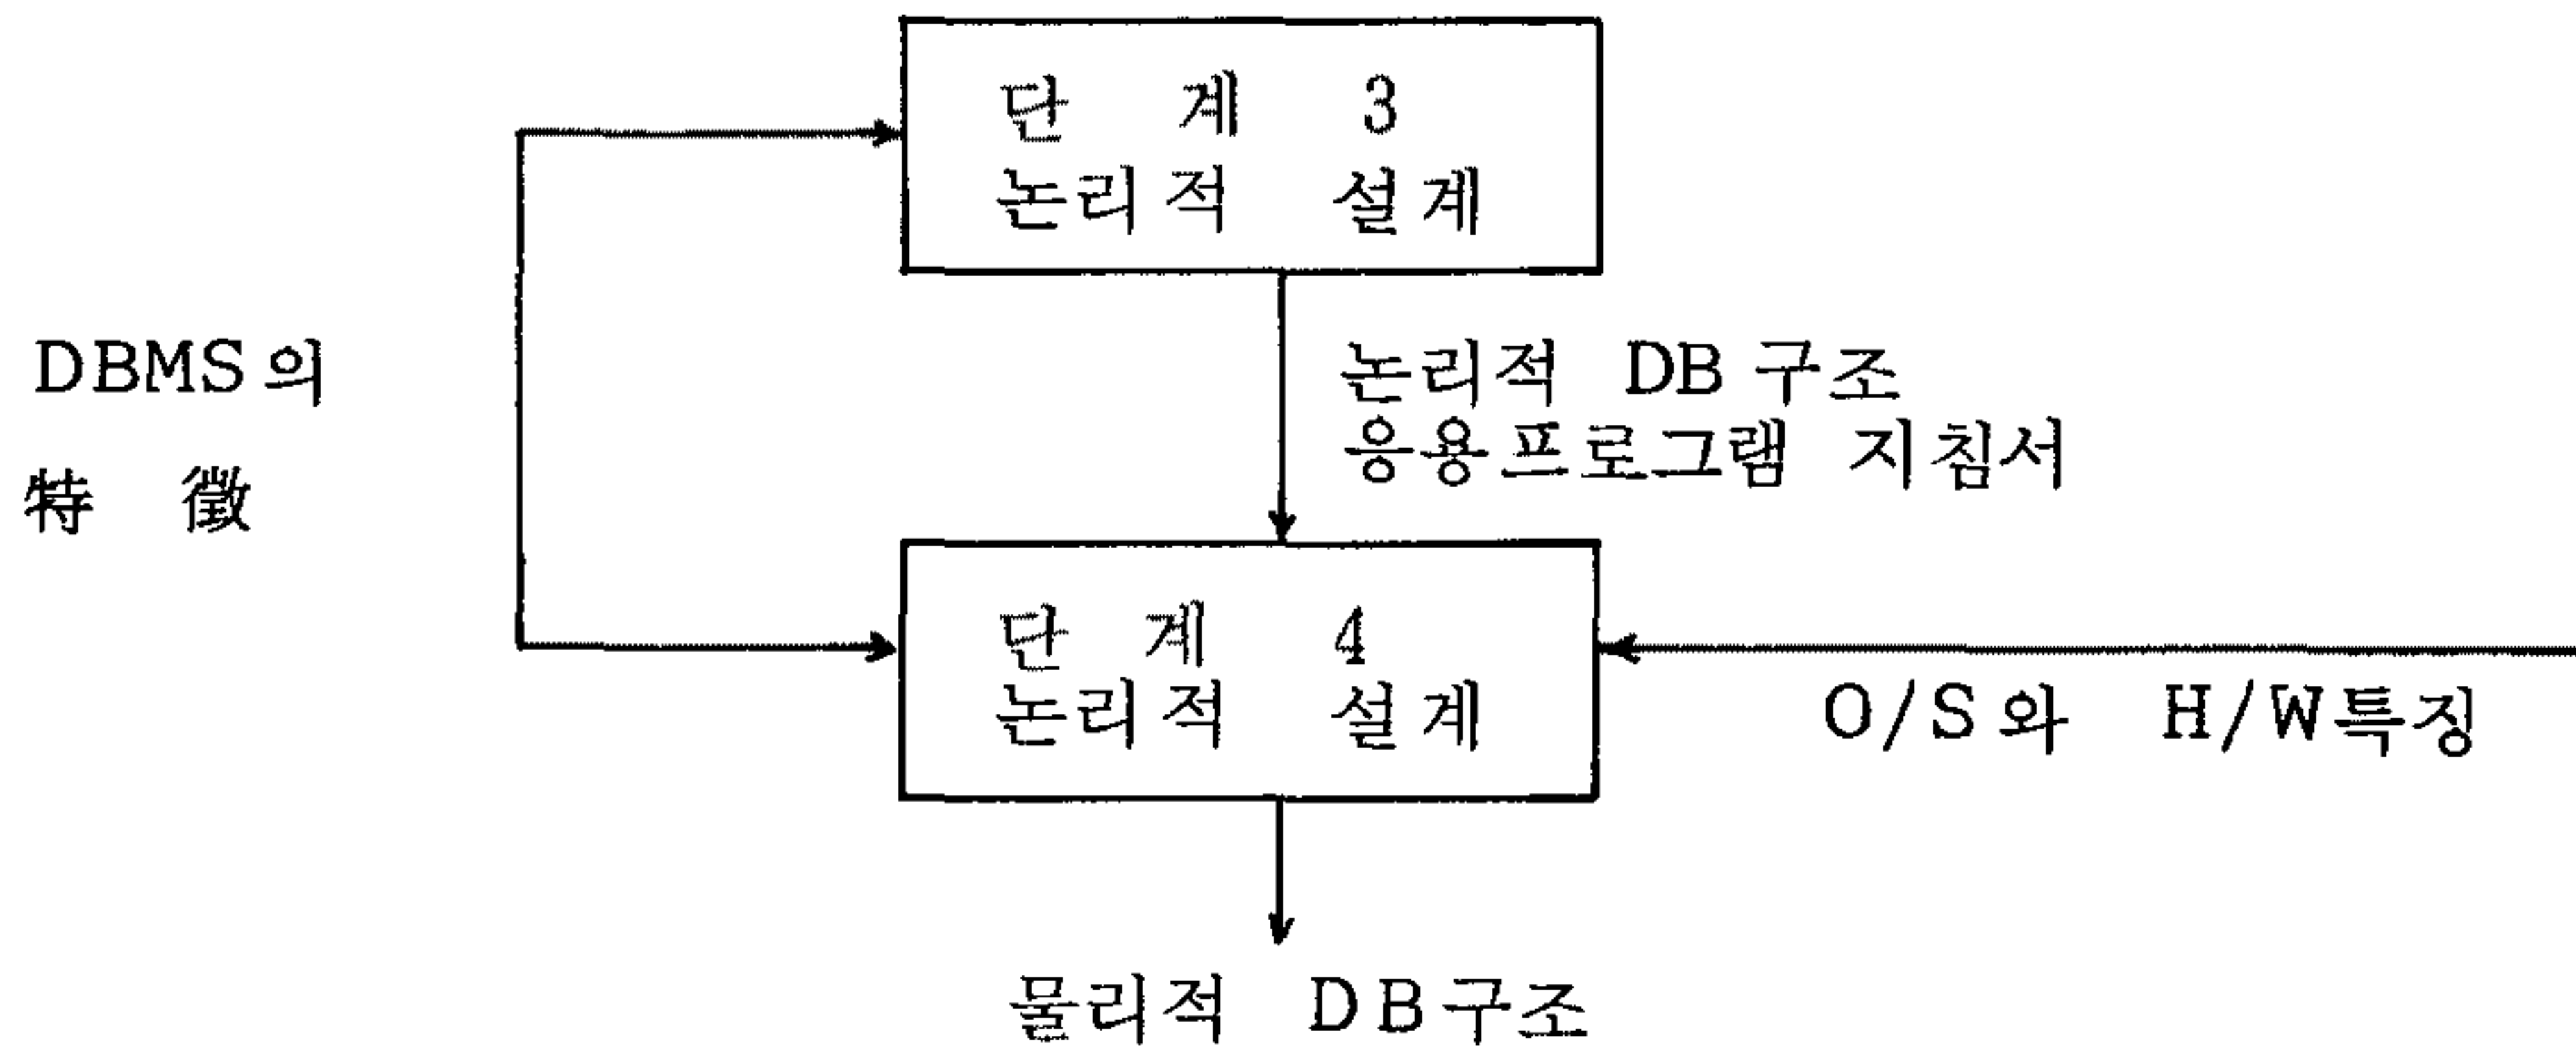 단 계 3
논리적 설계
DBMS의
特 徵
논리적 DB 구조
응용프로그램 지침서
단 계 4
논리적 설계
O/S와 H/W특징
물리적 DB구조